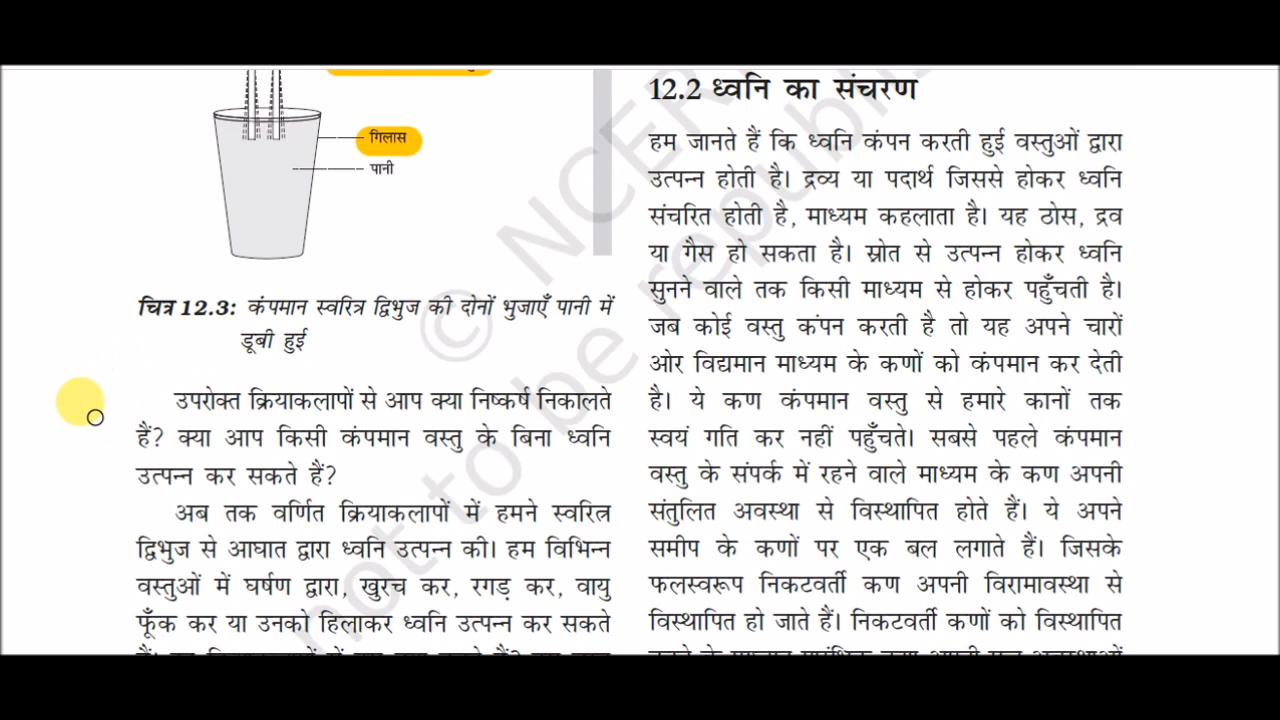 गिलास
पानी
चित्र 12.3: कंपमान स्वरित्र द्विभुज की दोनों भुजाएँ पानी में
डूबी हुई
उपरोक्त क्रियाकलापों से आप क्या निष्कर्ष निकालते
हैं? क्या आप किसी कंपमान वस्तु के बिना ध्वनि
उत्पन्न कर सकते हैं?
अब तक वर्णित क्रियाकलापों में हमने स्वरित्र
द्विभुज से आघात द्वारा ध्वनि उत्पन्न की। हम विभिन्न
वस्तुओं में घर्षण द्वारा, खुरच कर, रगड़ कर, वायु
फूँक कर या उनको हिलाकर ध्वनि उत्पन्न कर सकते
12.2 ध्वनि का संचरण
हम जानते हैं कि ध्वनि कंपन करती हुई वस्तुओं द्वारा
उत्पन्न होती है। द्रव्य या पदार्थ जिससे होकर ध्वनि
संचरित होती है, माध्यम कहलाता है। यह ठोस, द्रव
या गैस हो सकता है। स्रोत से उत्पन्न होकर ध्वनि
सुनने वाले तक किसी माध्यम से होकर पहुँचती है।
जब कोई वस्तु कंपन करती है तो यह अपने चारों
ओर विद्यमान माध्यम के कणों को कंपमान कर देती
है। ये कण कंपमान वस्तु से हमारे कानों तक
स्वयं गति कर नहीं पहुँचते। सबसे पहले कंपमान
वस्तु के संपर्क में रहने वाले माध्यम के कण अपनी
संतुलित अवस्था से विस्थापित होते हैं। ये अपने
समीप के कणों पर एक बल लगाते हैं। जिसके
फलस्वरूप निकटवर्ती कण अपनी विरामावस्था से
विस्थापित हो जाते हैं। निकटवर्ती कणों को विस्थापित
© NCER
not to be republis